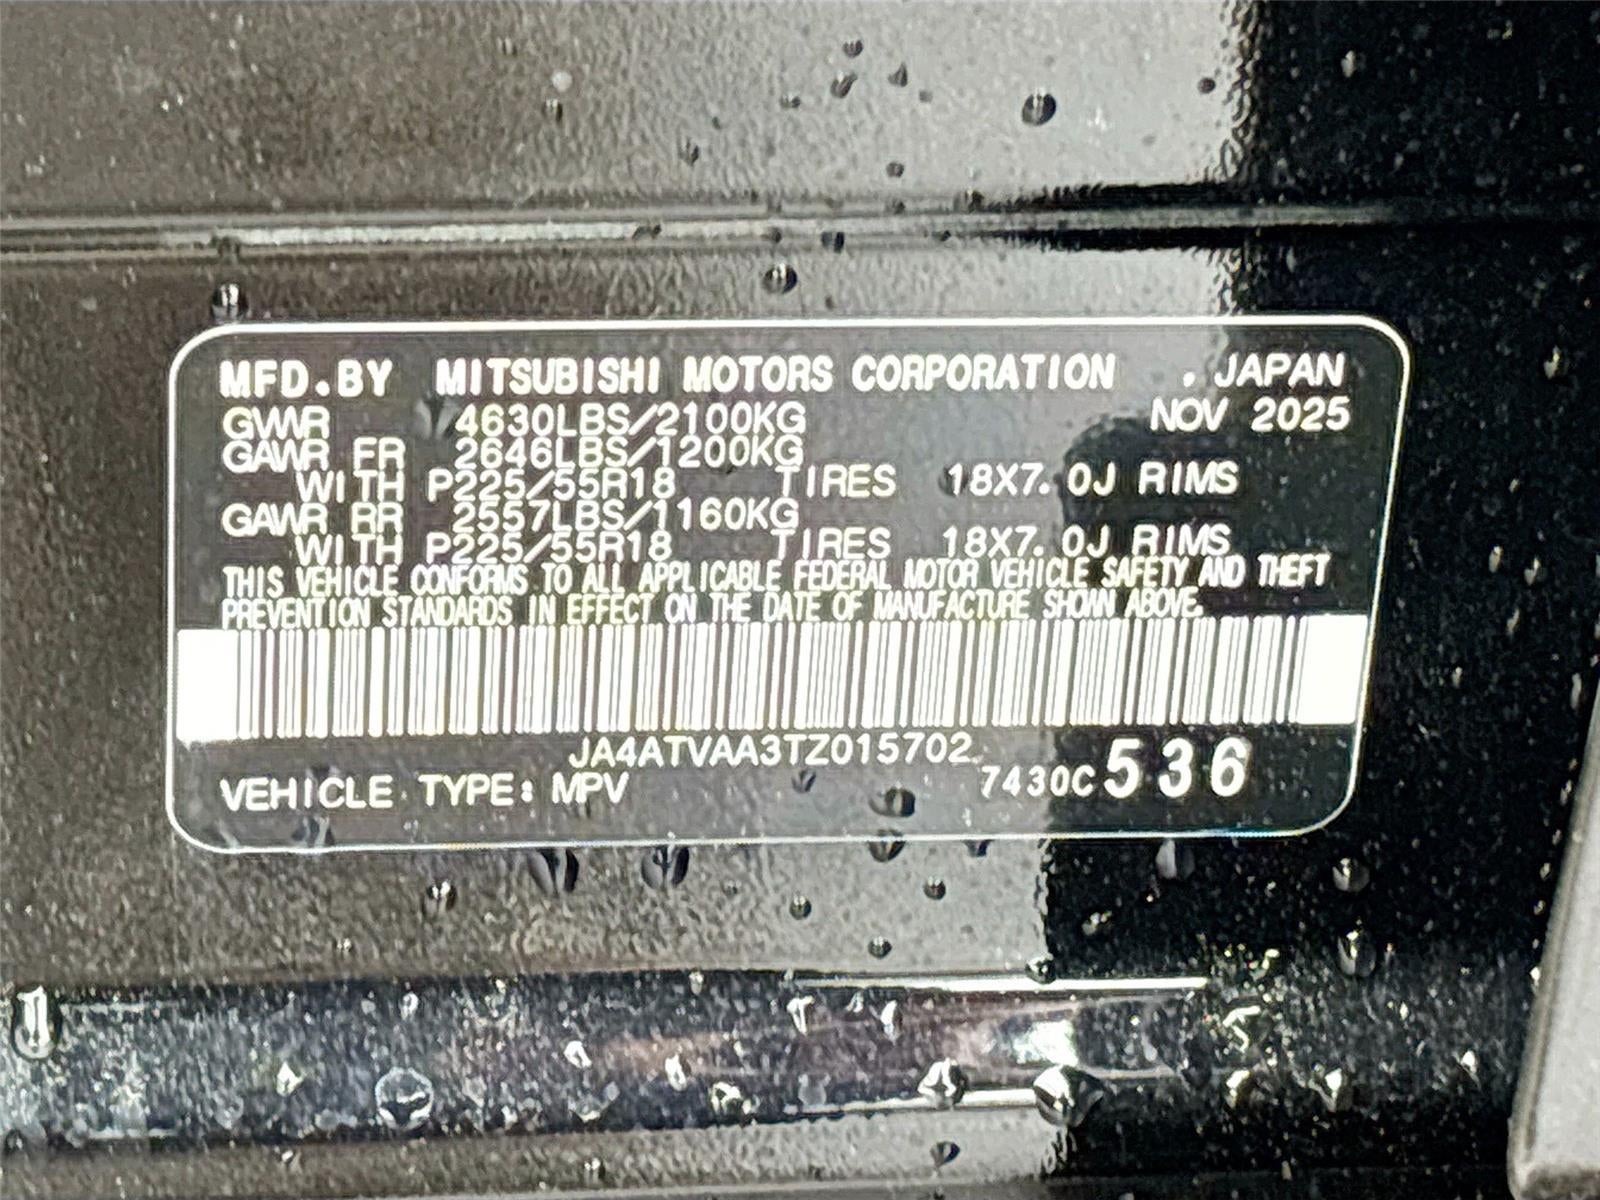 MFD.BY MITSUBISHI MOTORS CORPORATION , JAPAN
GVWR 4630LBS/2100KG NOV 2025
GAWR FR 2646LBS/1200KG
WITH P225/55R18 TIRES 18X7.0J RIMS
GAWR RR 2557LBS/1160KG
WITH P225/55R18 TIRES 18X7.0J RIMS
THIS VEHICLE CONFORMS TO ALL APPLICABLE FEDERAL MOTOR VEHICLE SAFETY AND THEFT
PREVENTION STANDARDS IN EFFECT ON THE DATE OF MANUFACTURE SHOWN ABOVE.
JA4ATVAA3TZ015702
VEHICLE TYPE: MPV 7430C 536